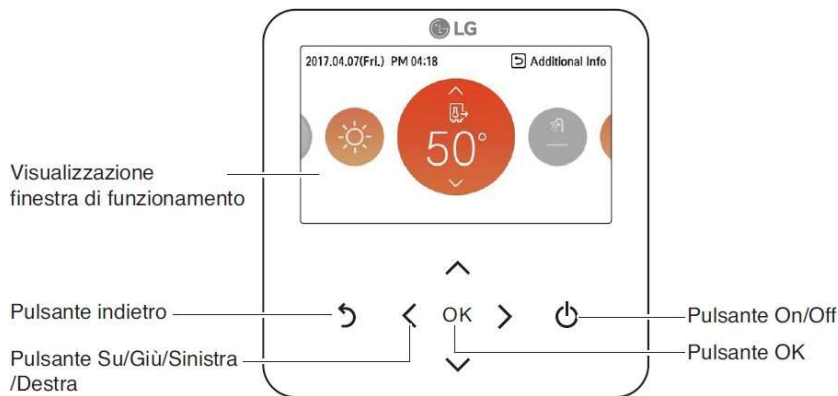 LG
2017.04.07(Fri.) PM 04:18
Additional Info
50°
Visualizzazione
finestra di funzionamento
Pulsante indietro
OK
Pulsante On/Off
Pulsante Su/Giù/Sinistra
/Destra
Pulsante OK